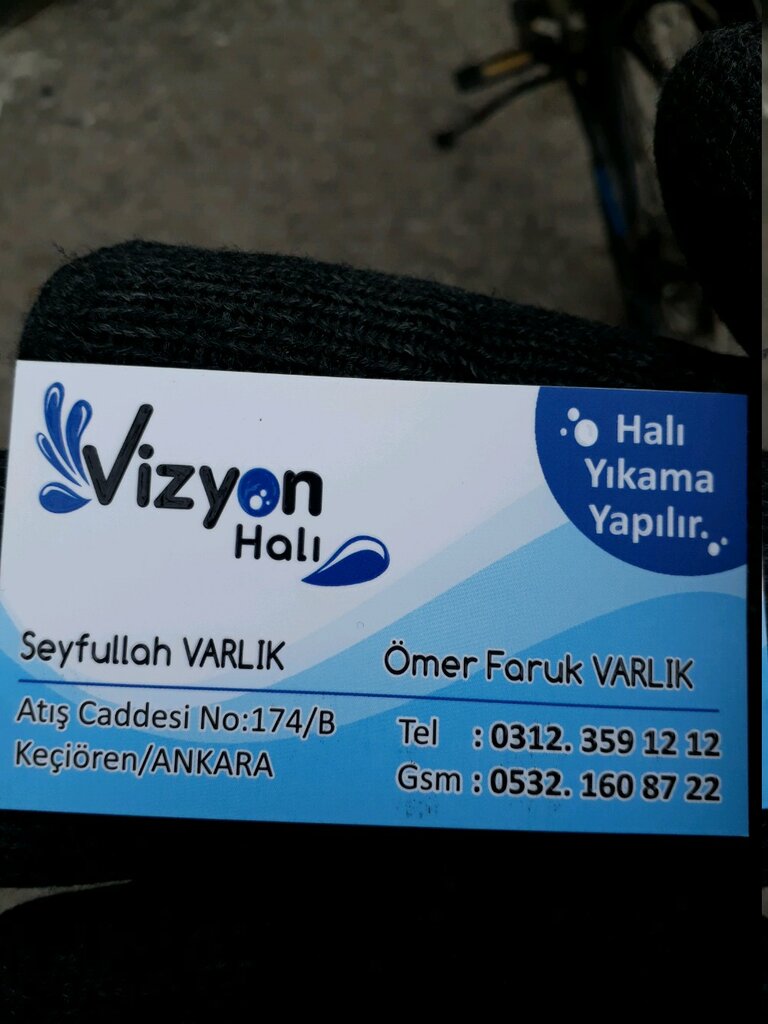 Vizyon
Halı
Halı
Yıkama
Yapılır.
Seyfullah VARLIK
Ömer Faruk VARLIK
Atış Caddesi No:174/B
Keçiören/ANKARA
Tel : 0312. 359 12 12
Gsm : 0532. 160 87 22